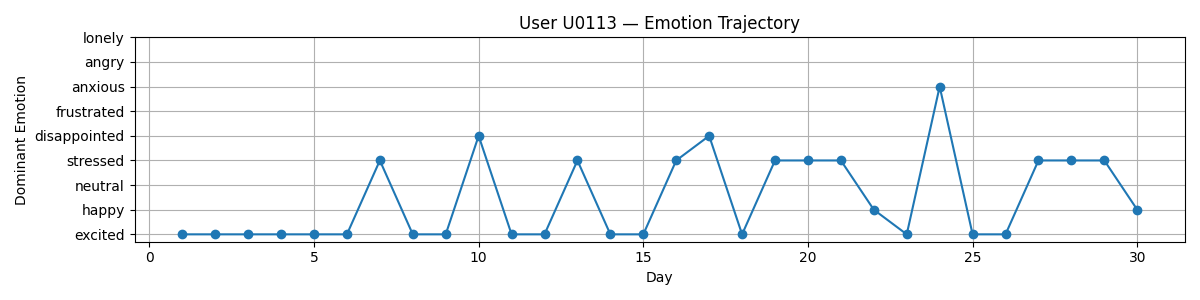 User U0113 — Emotion Trajectory
Dominant Emotion
lonely
angry
anxious
frustrated
disappointed
stressed
neutral
happy
excited
0 5 10 15 20 25 30
Day